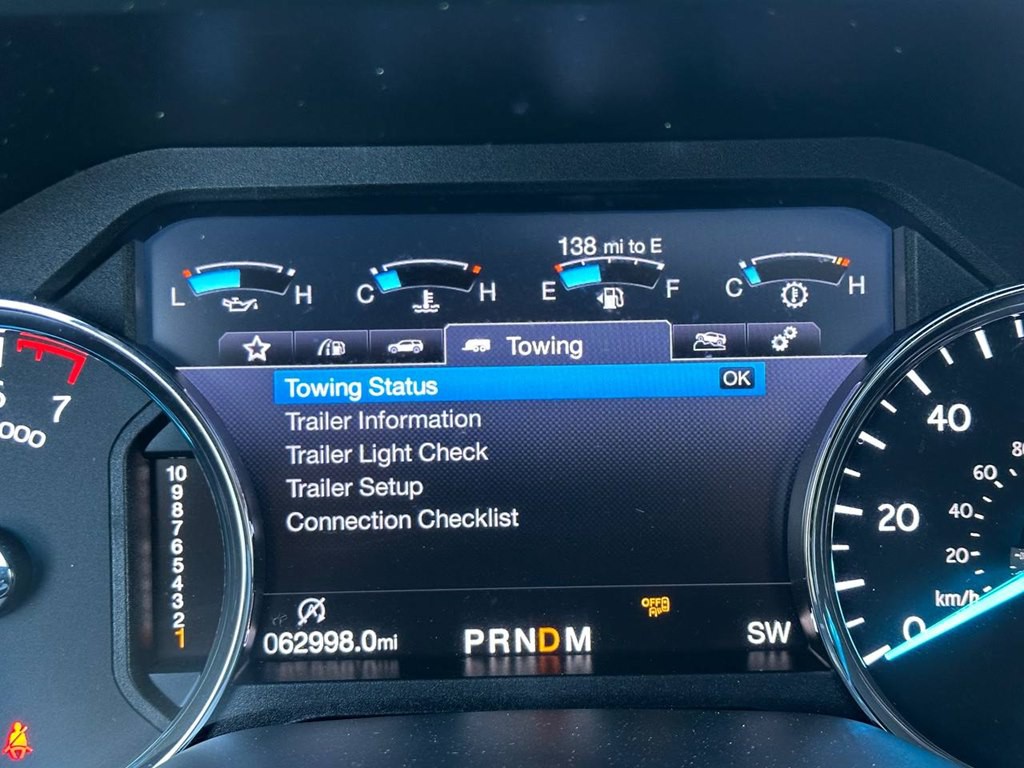 138 mi to E
L H
C H
E F
C H
Towing
Towing Status OK
Trailer Information
Trailer Light Check
Trailer Setup
Connection Checklist
7
10
9
8
7
6
5
4
3
2
1
40
20
0
60
40
20
km/h
OFF
062998.0mi
PRNDM
SW